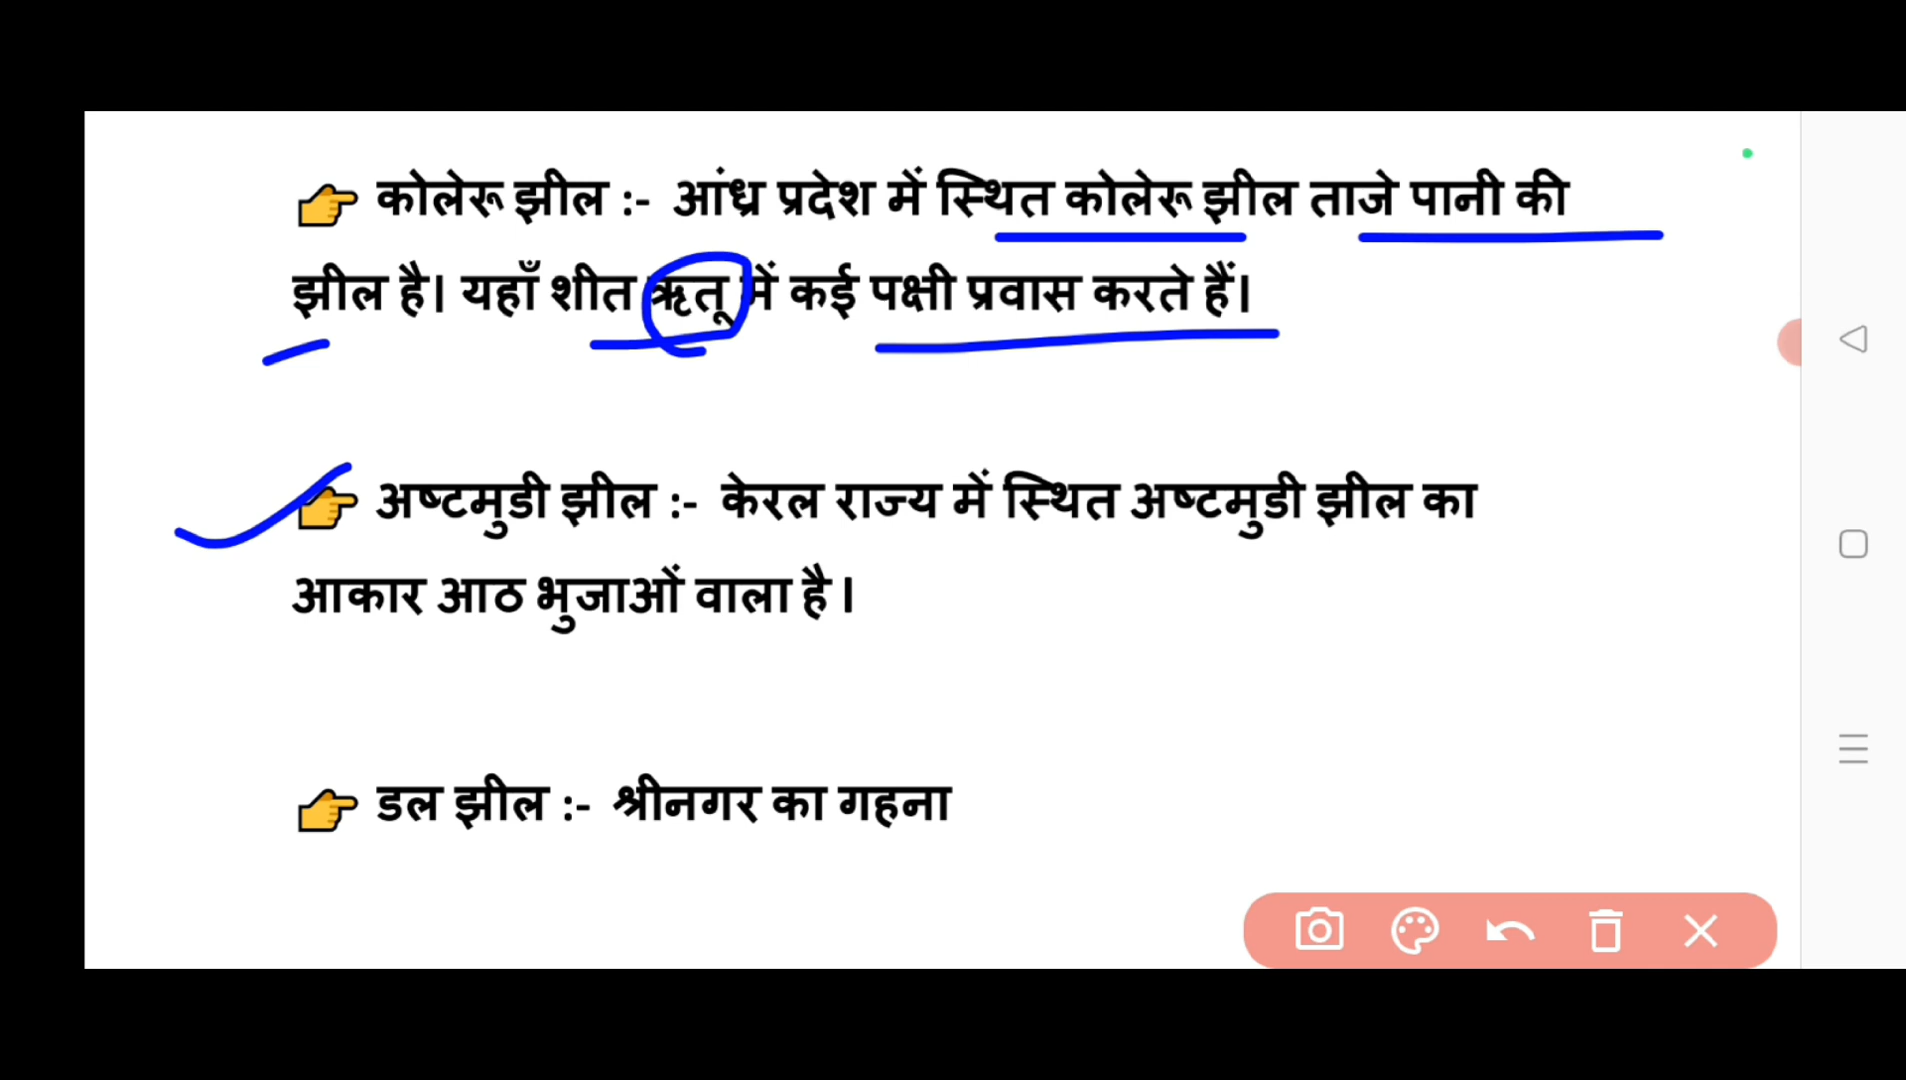 👉 कोलेरू झील :- आंध्र प्रदेश में स्थित कोलेरू झील ताजे पानी की
झील है। यहाँ शीत ऋतू में कई पक्षी प्रवास करते हैं।
👉 अष्टमुडी झील :- केरल राज्य में स्थित अष्टमुडी झील का
आकार आठ भुजाओं वाला है ।
👉 डल झील :- श्रीनगर का गहना